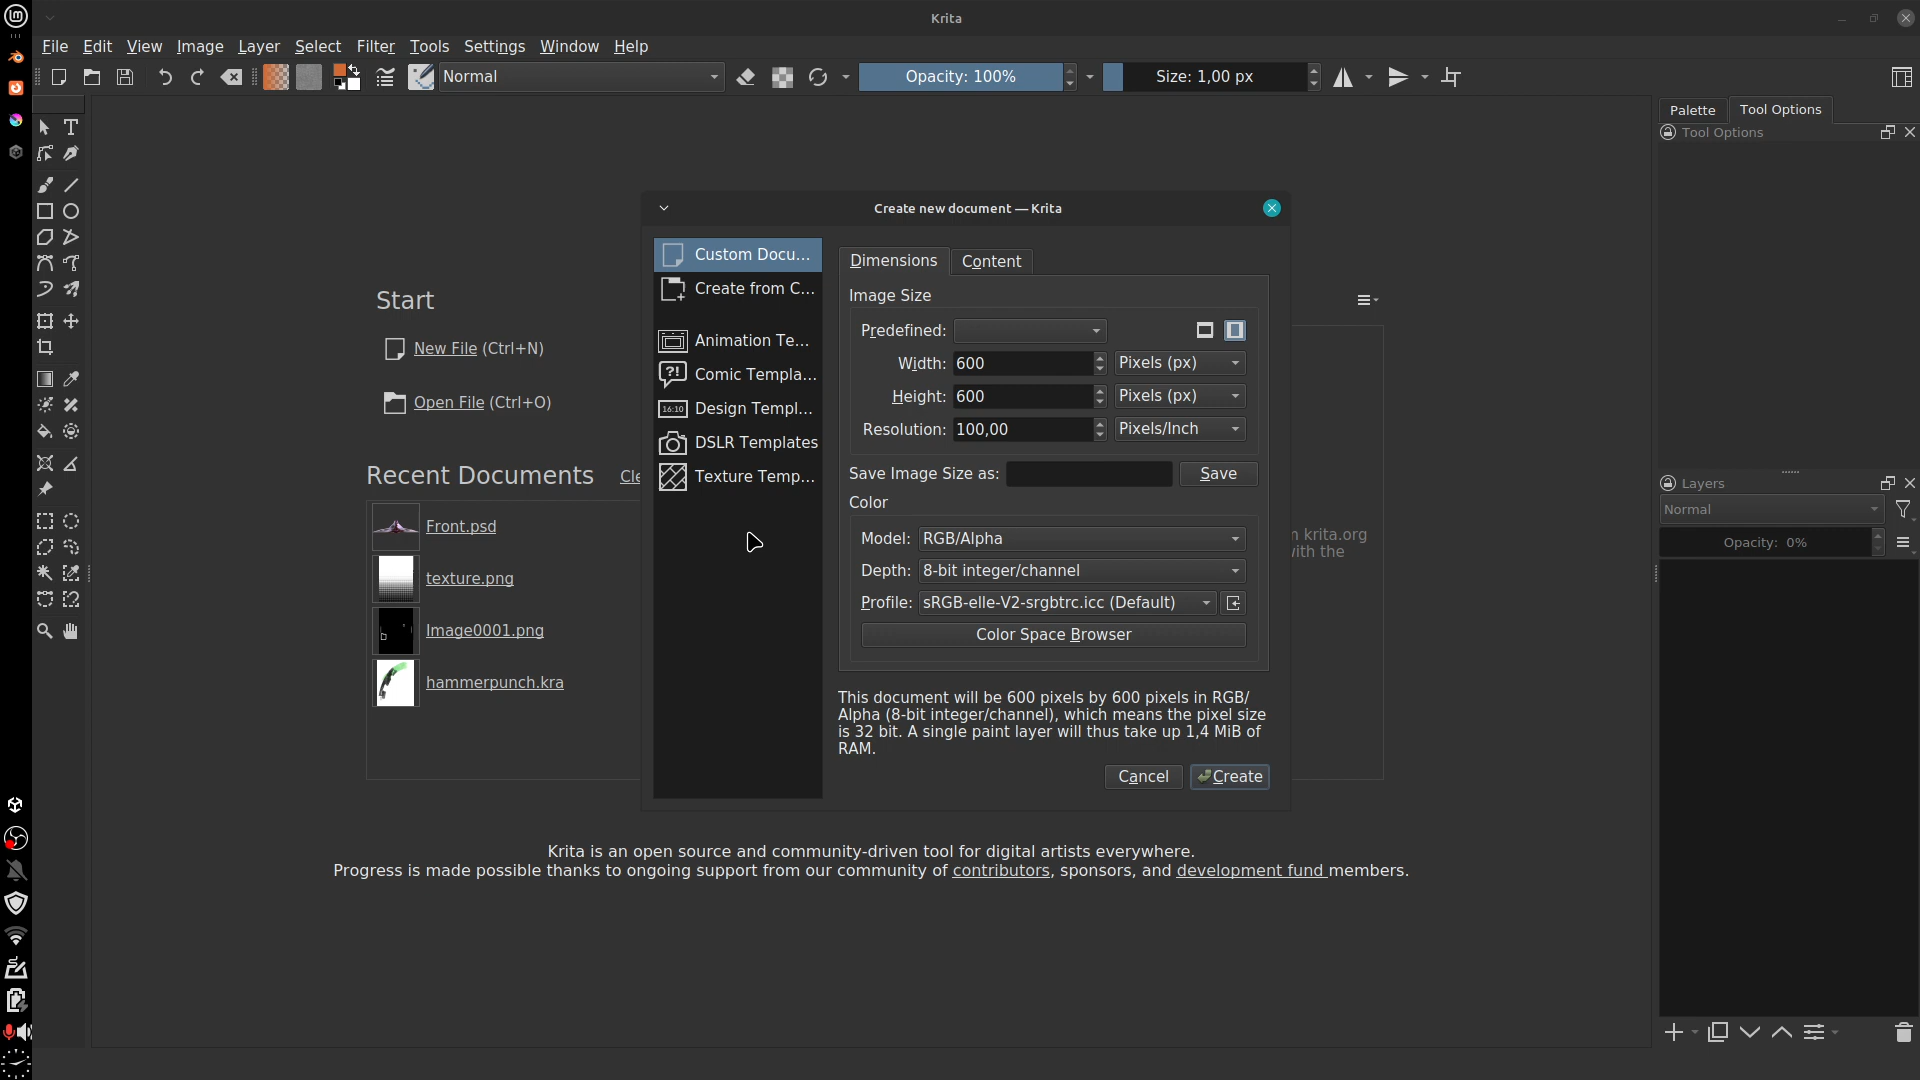 Krita
File Edit View Image Layer Select Filter Tools Settings Window Help
Normal
Opacity: 100%
Size: 1,00 px
Palette
Tool Options
Tool Options
Start
New File (Ctrl+N)
Open File (Ctrl+O)
Recent Documents
Cle
Front.psd
texture.png
Image0001.png
hammerpunch.kra
Create new document — Krita
Custom Docu...
Create from C...
Animation Te...
?!
Comic Templa...
16:10
Design Templ...
DSLR Templates
Texture Temp...
Dimensions
Content
Image Size
Predefined:
Width: 600 Pixels (px)
Height: 600 Pixels (px)
Resolution: 100,00 Pixels/Inch
Save Image Size as:
Save
Color
Model: RGB/Alpha
Depth: 8-bit integer/channel
Profile: sRGB-elle-V2-srgbtrc.icc (Default)
Color Space Browser
This document will be 600 pixels by 600 pixels in RGB/
Alpha (8-bit integer/channel), which means the pixel size
is 32 bit. A single paint layer will thus take up 1,4 MiB of
RAM.
Cancel
Create
krita.org
with the
Layers
Normal
Opacity: 0%
Krita is an open source and community-driven tool for digital artists everywhere.
Progress is made possible thanks to ongoing support from our community of contributors, sponsors, and development fund members.